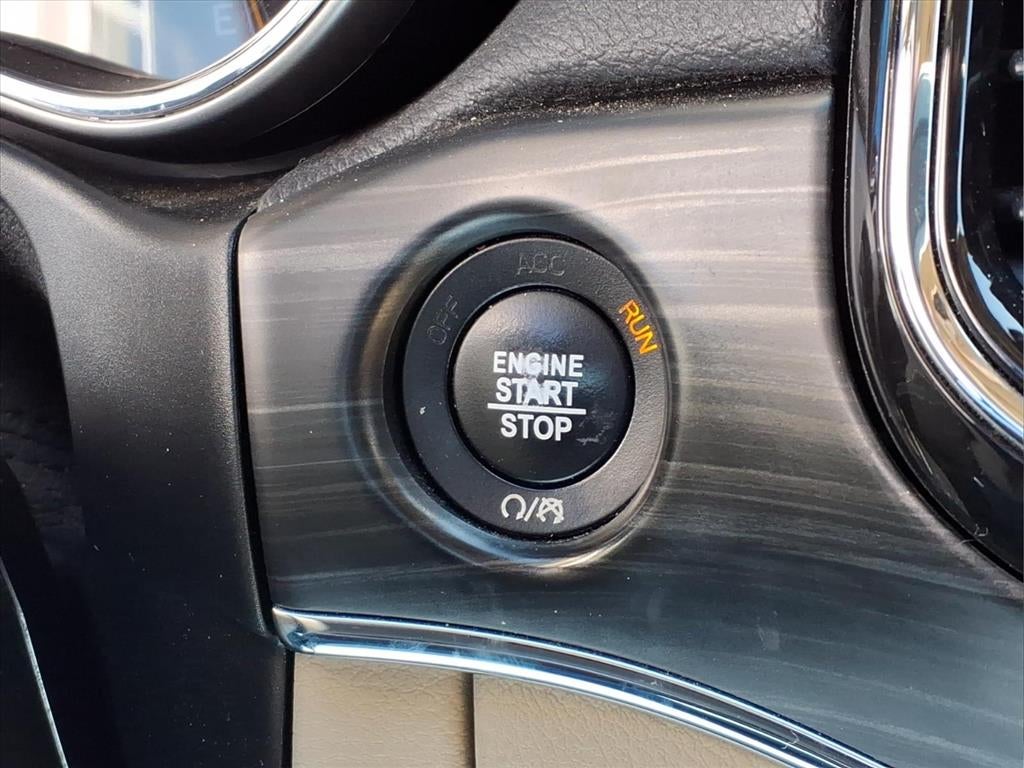 E
ACC
OFF
RUN
ENGINE
START
STOP